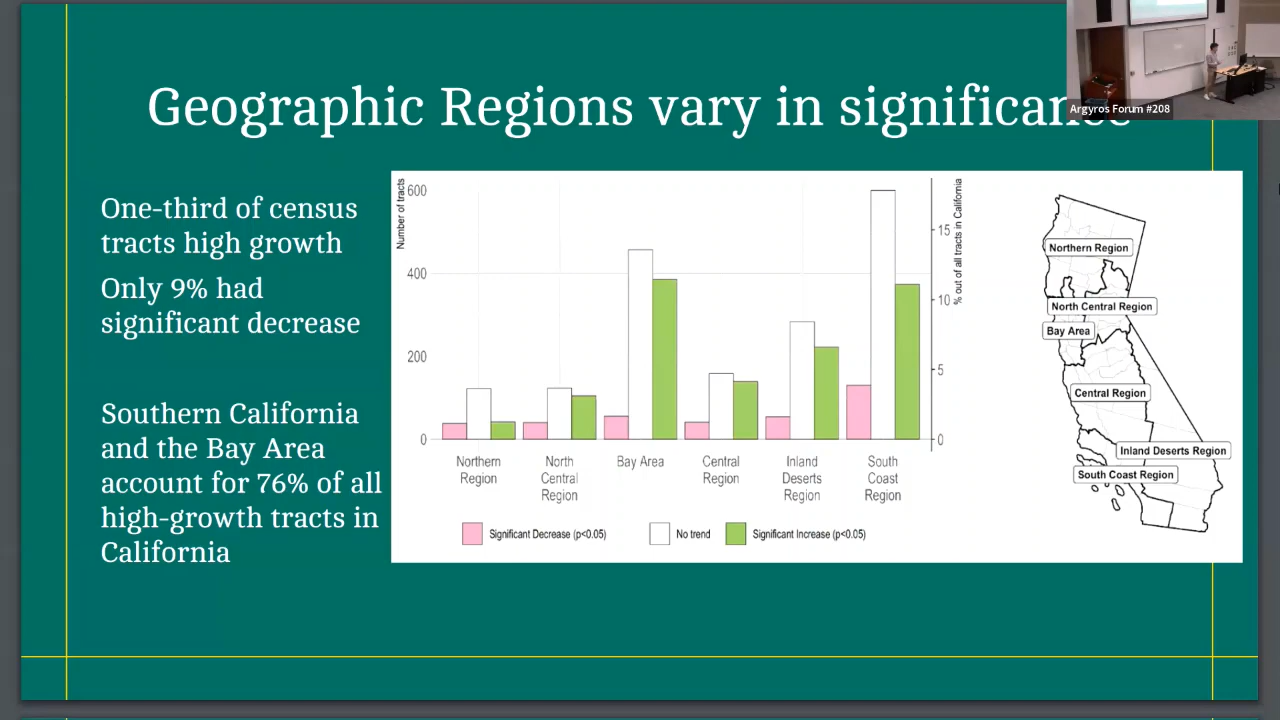 Geographic Regions vary in significance
Argyros Forum #208
One-third of census
tracts high growth
Only 9% had
significant decrease
Southern California
and the Bay Area
account for 76% of all
high-growth tracts in
California
Number of tracts
600
400
200
0
% out of all tracts in California
15
10
5
0
Northern
Region
North
Central
Region
Bay Area
Central
Region
Inland
Deserts
Region
South
Coast
Region
Significant Decrease (p<0.05)
No trend
Significant Increase (p<0.05)
Northern Region
North Central Region
Bay Area
Central Region
Inland Deserts Region
South Coast Region